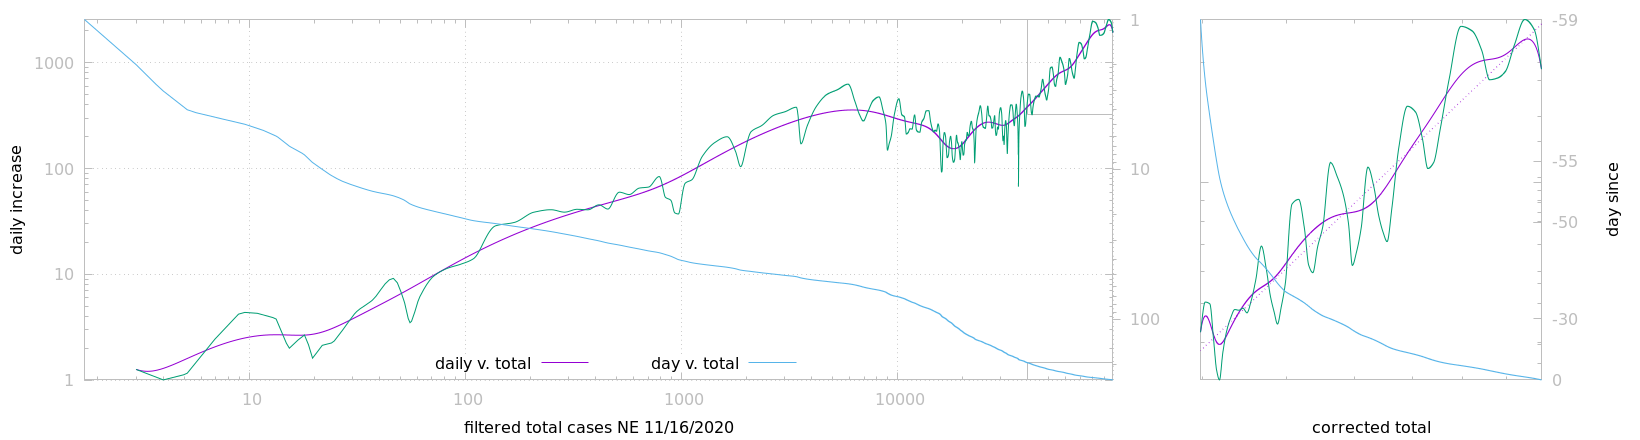 daily increase
1000
100
10
1
10
100
1000
10000
1
10
100
daily v. total
day v. total
filtered total cases NE 11/16/2020
-59
-55
-50
-30
0
day since
corrected total